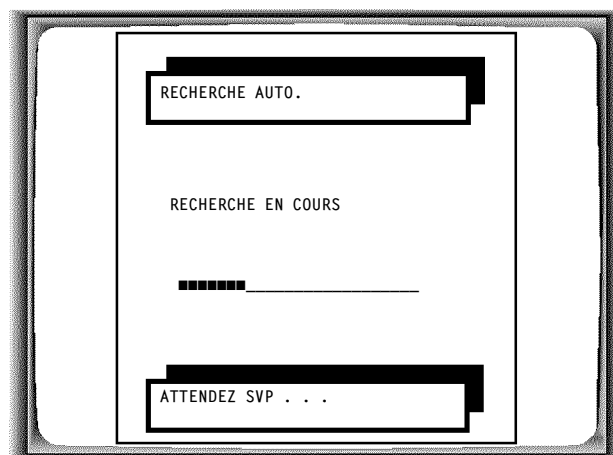 RECHERCHE AUTO.
RECHERCHE EN COURS
ATTENDEZ SVP . . .